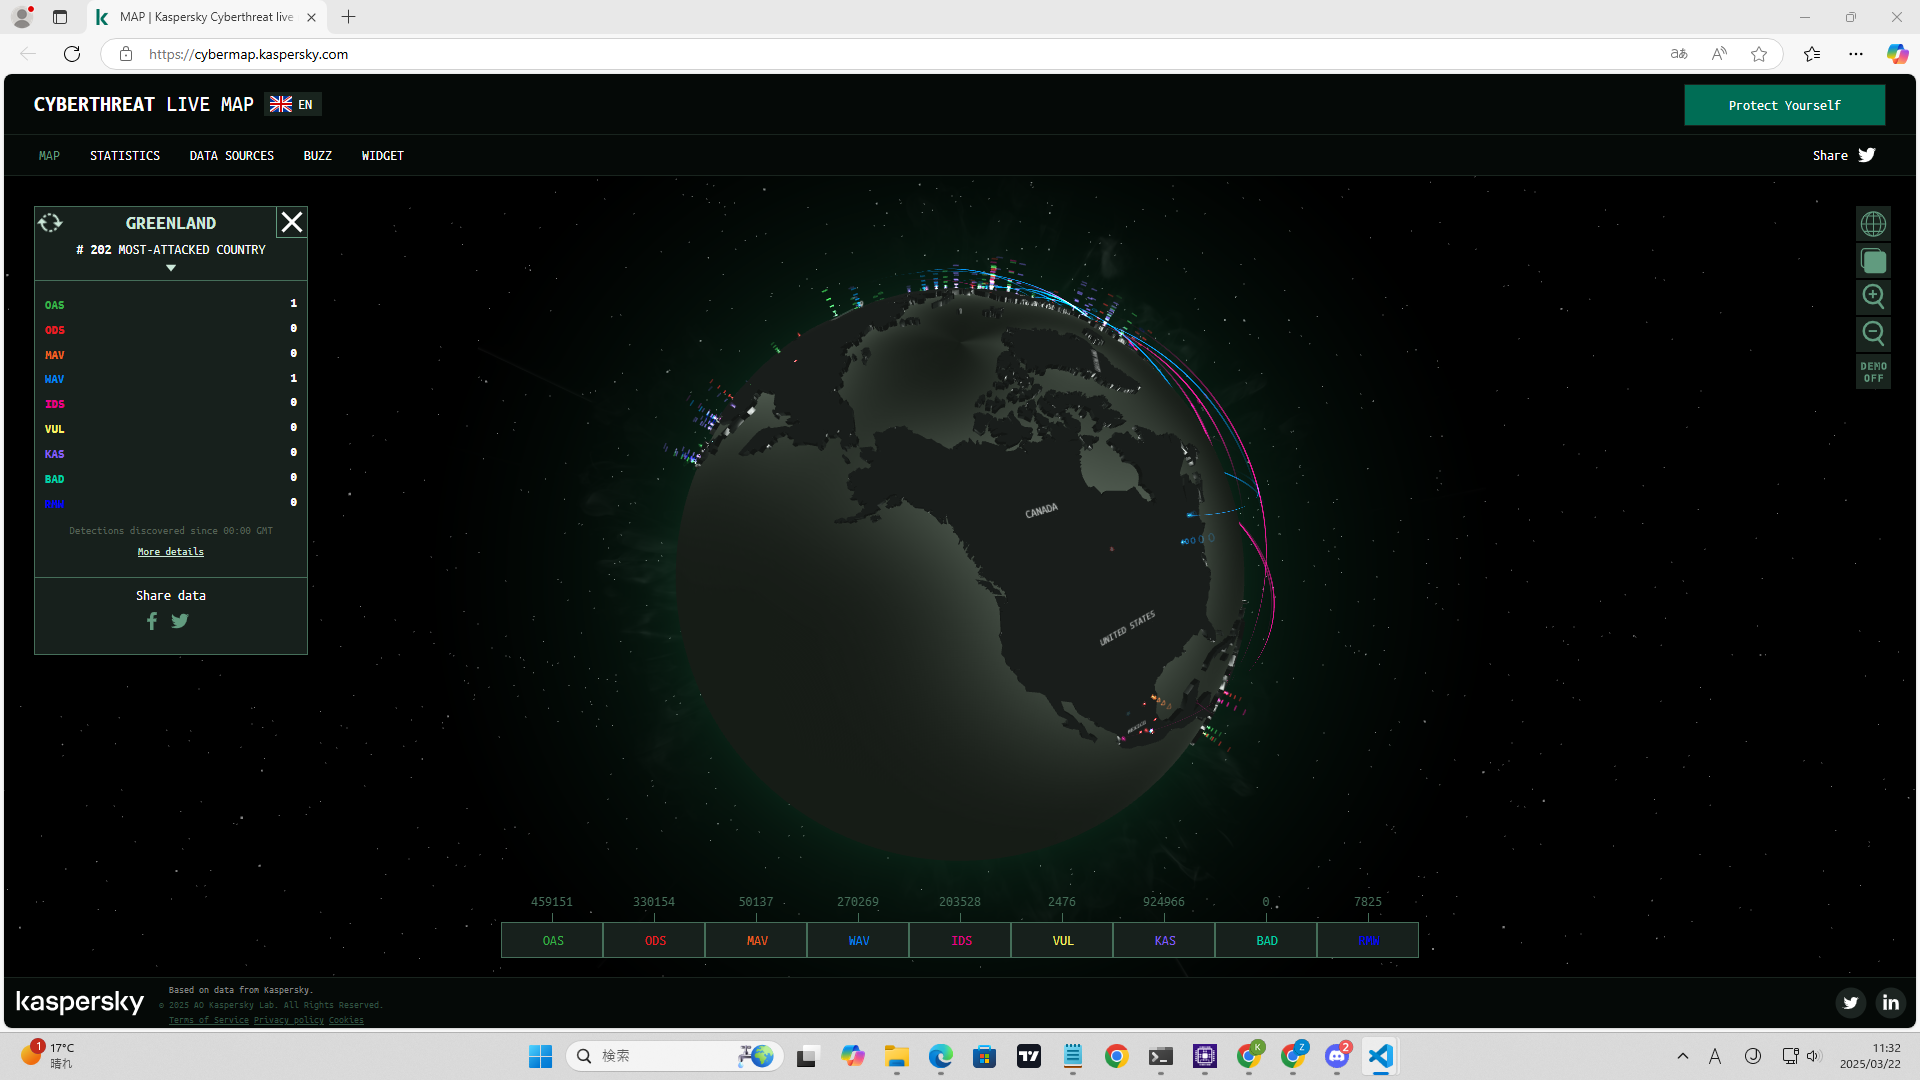 MAP | Kaspersky Cyberthreat live
https://cybermap.kaspersky.com
CYBERTHREAT LIVE MAP EN
Protect Yourself
MAP STATISTICS DATA SOURCES BUZZ WIDGET
Share
GREENLAND
# 202 MOST-ATTACKED COUNTRY
OAS 1
ODS 0
MAV 0
WAV 1
IDS 0
VUL 0
KAS 0
BAD 0
RMW 0
Detections discovered since 00:00 GMT
More details
Share data
DEMO
OFF
CANADA
UNITED STATES
MEXICO
459151 330154 50137 270269 203528 2476 924966 0 7825
OAS ODS MAV WAV IDS VUL KAS BAD RMW
kaspersky
Based on data from Kaspersky.
© 2025 AO Kaspersky Lab. All Rights Reserved.
Terms of Service Privacy policy Cookies
1
17°C
晴れ
検索
K
Z
2
A
11:32
2025/03/22